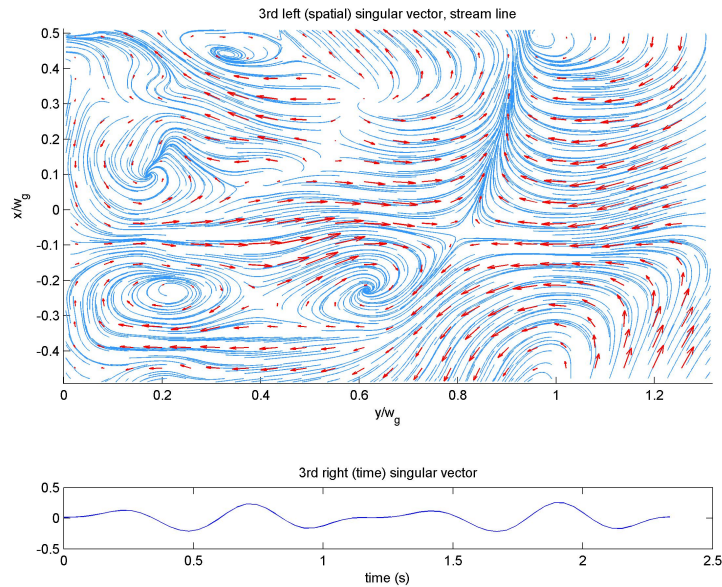 3rd left (spatial) singular vector, stream line
0.5
0.4
0.3
0.2
0.1
0
-0.1
-0.2
-0.3
-0.4
x/wg
0 0.2 0.4 0.6 0.8 1 1.2
y/wg
3rd right (time) singular vector
0.5
0
-0.5
0 0.5 1 1.5 2 2.5
time (s)